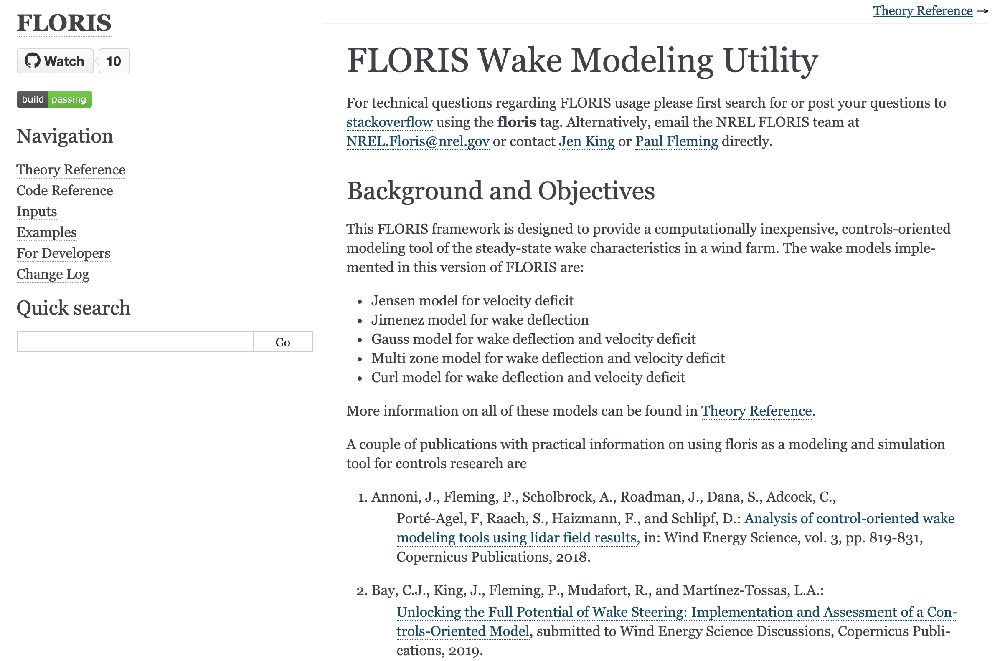 FLORIS
Watch 10
build passing
Navigation
Theory Reference
Code Reference
Inputs
Examples
For Developers
Change Log
Quick search
Go
Theory Reference →
FLORIS Wake Modeling Utility
For technical questions regarding FLORIS usage please first search for or post your questions to
stackoverflow using the floris tag. Alternatively, email the NREL FLORIS team at
NREL.Floris@nrel.gov or contact Jen King or Paul Fleming directly.
Background and Objectives
This FLORIS framework is designed to provide a computationally inexpensive, controls-oriented
modeling tool of the steady-state wake characteristics in a wind farm. The wake models imple-
mented in this version of FLORIS are:
• Jensen model for velocity deficit
• Jimenez model for wake deflection
• Gauss model for wake deflection and velocity deficit
• Multi zone model for wake deflection and velocity deficit
• Curl model for wake deflection and velocity deficit
More information on all of these models can be found in Theory Reference.
A couple of publications with practical information on using floris as a modeling and simulation
tool for controls research are
1. Annoni, J., Fleming, P., Scholbrock, A., Roadman, J., Dana, S., Adcock, C.,
Porté-Agel, F, Raach, S., Haizmann, F., and Schlipf, D.: Analysis of control-oriented wake
modeling tools using lidar field results, in: Wind Energy Science, vol. 3, pp. 819-831,
Copernicus Publications, 2018.
2. Bay, C.J., King, J., Fleming, P., Mudafort, R., and Martínez-Tossas, L.A.:
Unlocking the Full Potential of Wake Steering: Implementation and Assessment of a Con-
trols-Oriented Model, submitted to Wind Energy Science Discussions, Copernicus Publi-
cations, 2019.